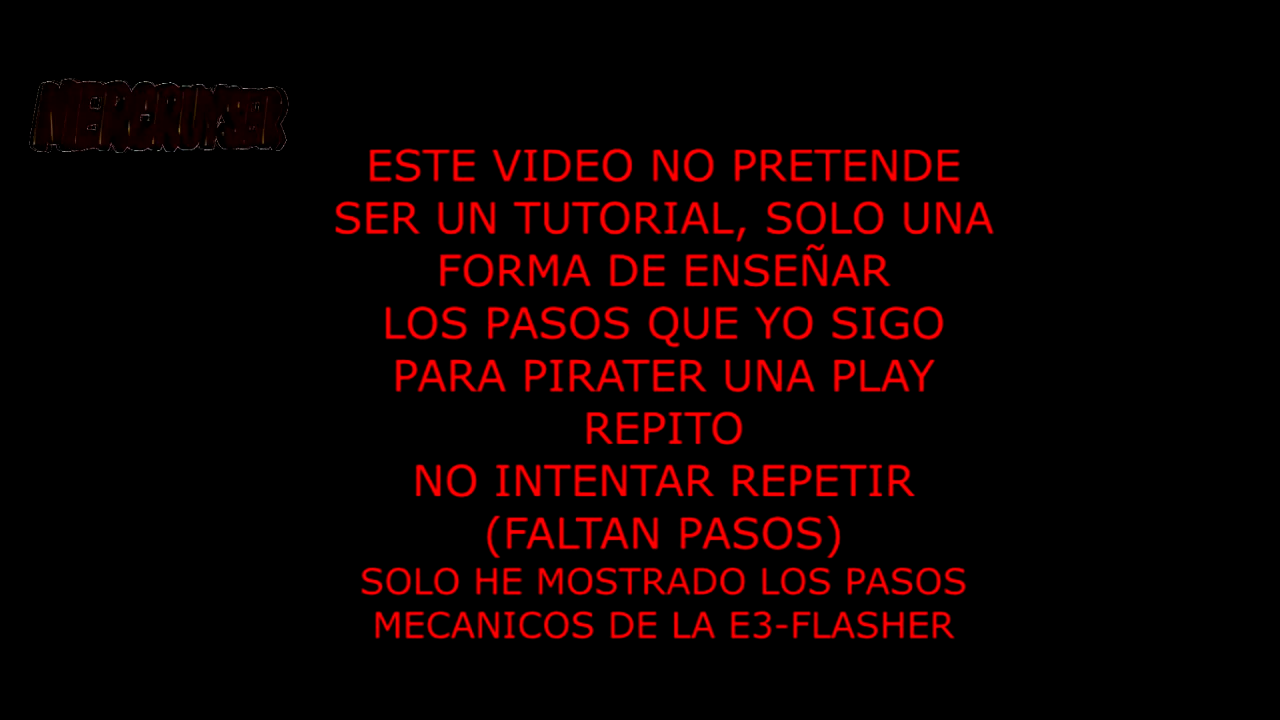 MERCRUYSER
ESTE VIDEO NO PRETENDE
SER UN TUTORIAL, SOLO UNA
FORMA DE ENSEÑAR
LOS PASOS QUE YO SIGO
PARA PIRATER UNA PLAY
REPITO
NO INTENTAR REPETIR
(FALTAN PASOS)
SOLO HE MOSTRADO LOS PASOS
MECANICOS DE LA E3-FLASHER